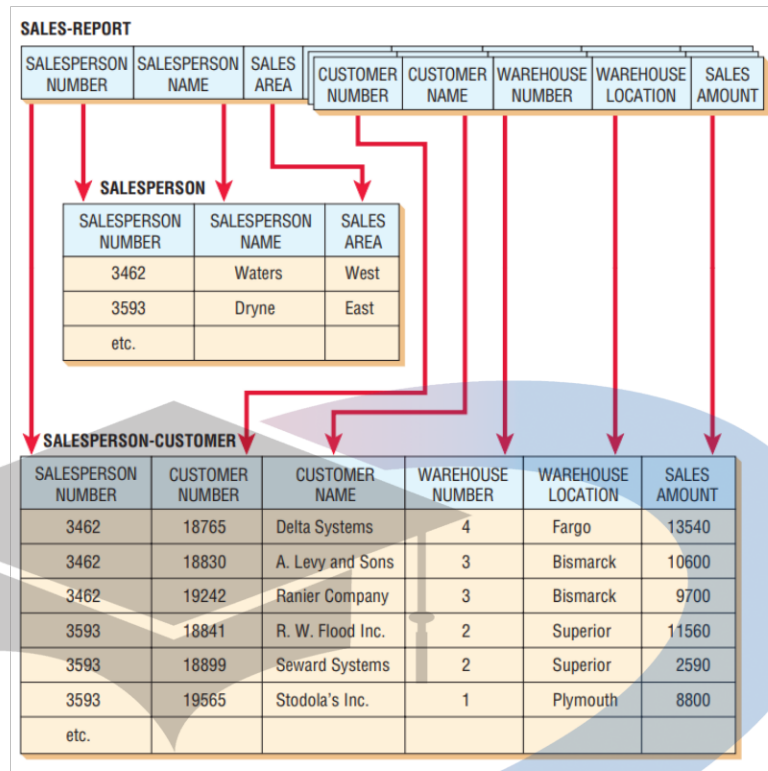 SALES-REPORT
SALESPERSON NUMBER SALESPERSON NAME SALES AREA CUSTOMER NUMBER CUSTOMER NAME WAREHOUSE NUMBER WAREHOUSE LOCATION SALES AMOUNT
SALESPERSON
SALESPERSON NUMBER SALESPERSON NAME SALES AREA
3462 Waters West
3593 Dryne East
etc.
SALESPERSON-CUSTOMER
SALESPERSON NUMBER CUSTOMER NUMBER CUSTOMER NAME WAREHOUSE NUMBER WAREHOUSE LOCATION SALES AMOUNT
3462 18765 Delta Systems 4 Fargo 13540
3462 18830 A. Levy and Sons 3 Bismarck 10600
3462 19242 Ranier Company 3 Bismarck 9700
3593 18841 R. W. Flood Inc. 2 Superior 11560
3593 18899 Seward Systems 2 Superior 2590
3593 19565 Stodola's Inc. 1 Plymouth 8800
etc.